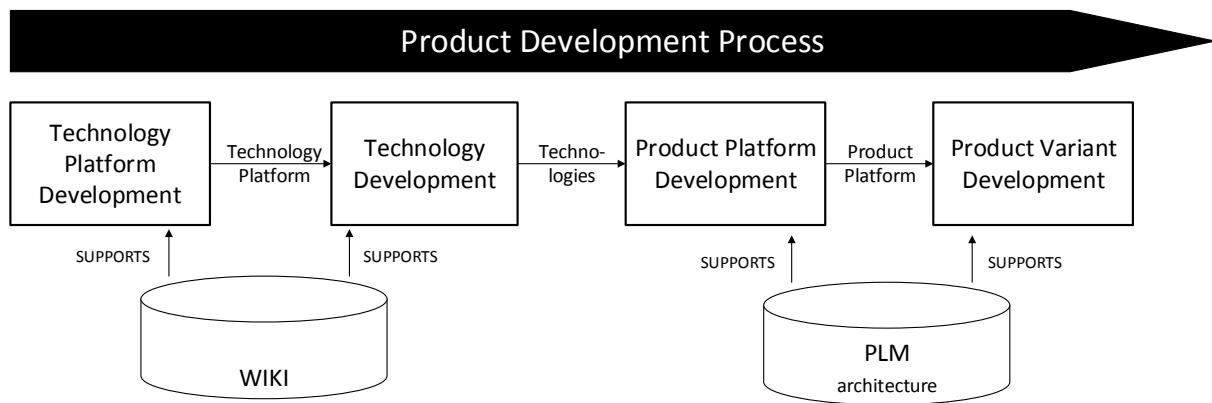 Product Development Process
Technology
Platform
Development
Technology
Platform
Technology
Development
Techno-
logies
Product Platform
Development
Product
Platform
Product Variant
Development
SUPPORTS
SUPPORTS
SUPPORTS
SUPPORTS
WIKI
PLM
architecture